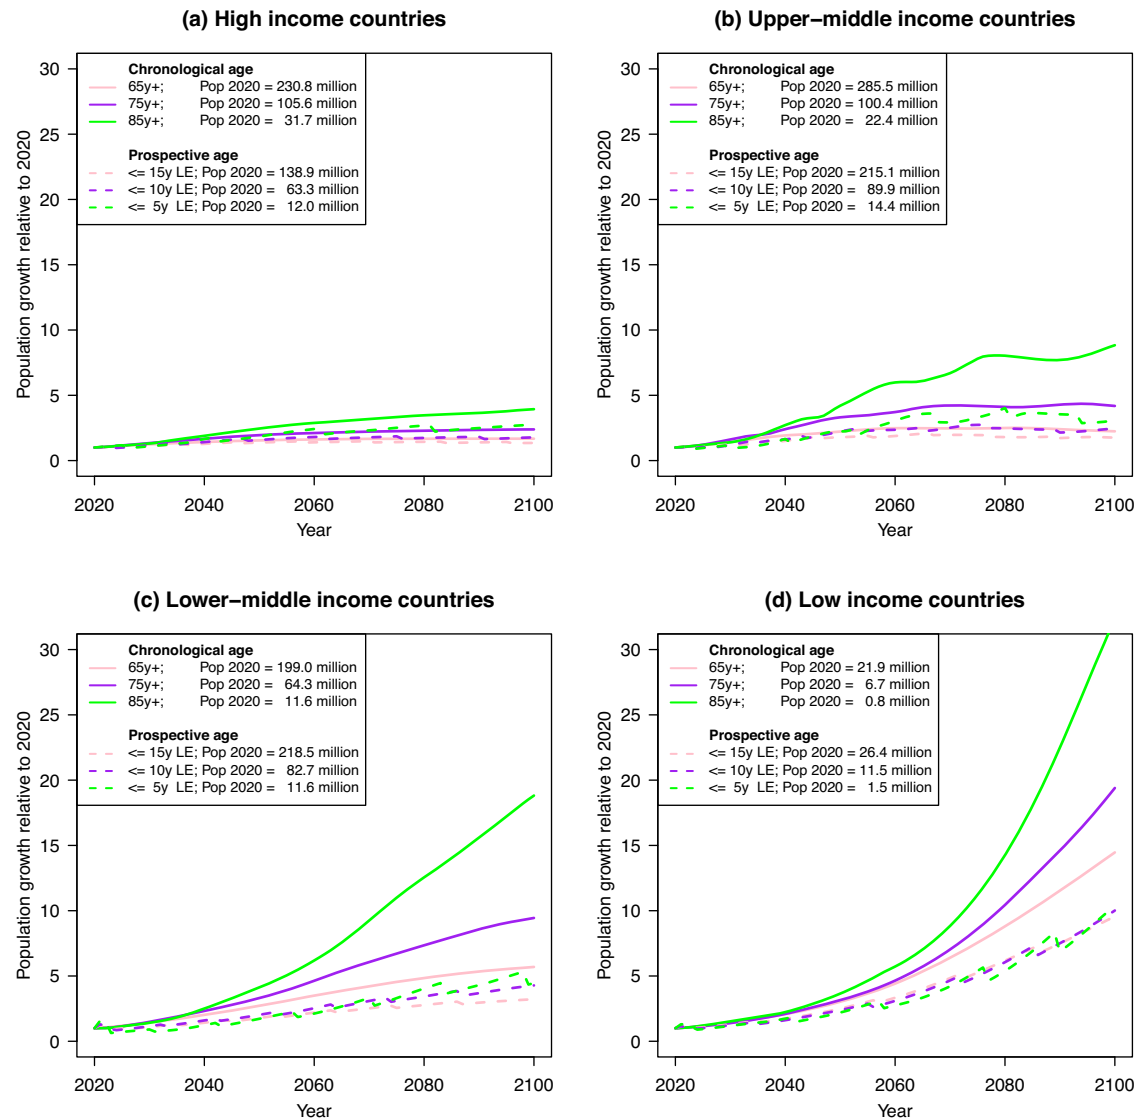 (a) High income countries
Population growth relative to 2020
30
25
20
15
10
5
0
Chronological age
65y+; Pop 2020 = 230.8 million
75y+; Pop 2020 = 105.6 million
85y+; Pop 2020 = 31.7 million
Prospective age
<= 15y LE; Pop 2020 = 138.9 million
<= 10y LE; Pop 2020 = 63.3 million
<= 5y LE; Pop 2020 = 12.0 million
2020 2040 2060 2080 2100
Year
(b) Upper−middle income countries
Population growth relative to 2020
30
25
20
15
10
5
0
Chronological age
65y+; Pop 2020 = 285.5 million
75y+; Pop 2020 = 100.4 million
85y+; Pop 2020 = 22.4 million
Prospective age
<= 15y LE; Pop 2020 = 215.1 million
<= 10y LE; Pop 2020 = 89.9 million
<= 5y LE; Pop 2020 = 14.4 million
2020 2040 2060 2080 2100
Year
(c) Lower−middle income countries
Population growth relative to 2020
30
25
20
15
10
5
0
Chronological age
65y+; Pop 2020 = 199.0 million
75y+; Pop 2020 = 64.3 million
85y+; Pop 2020 = 11.6 million
Prospective age
<= 15y LE; Pop 2020 = 218.5 million
<= 10y LE; Pop 2020 = 82.7 million
<= 5y LE; Pop 2020 = 11.6 million
2020 2040 2060 2080 2100
Year
(d) Low income countries
Population growth relative to 2020
30
25
20
15
10
5
0
Chronological age
65y+; Pop 2020 = 21.9 million
75y+; Pop 2020 = 6.7 million
85y+; Pop 2020 = 0.8 million
Prospective age
<= 15y LE; Pop 2020 = 26.4 million
<= 10y LE; Pop 2020 = 11.5 million
<= 5y LE; Pop 2020 = 1.5 million
2020 2040 2060 2080 2100
Year